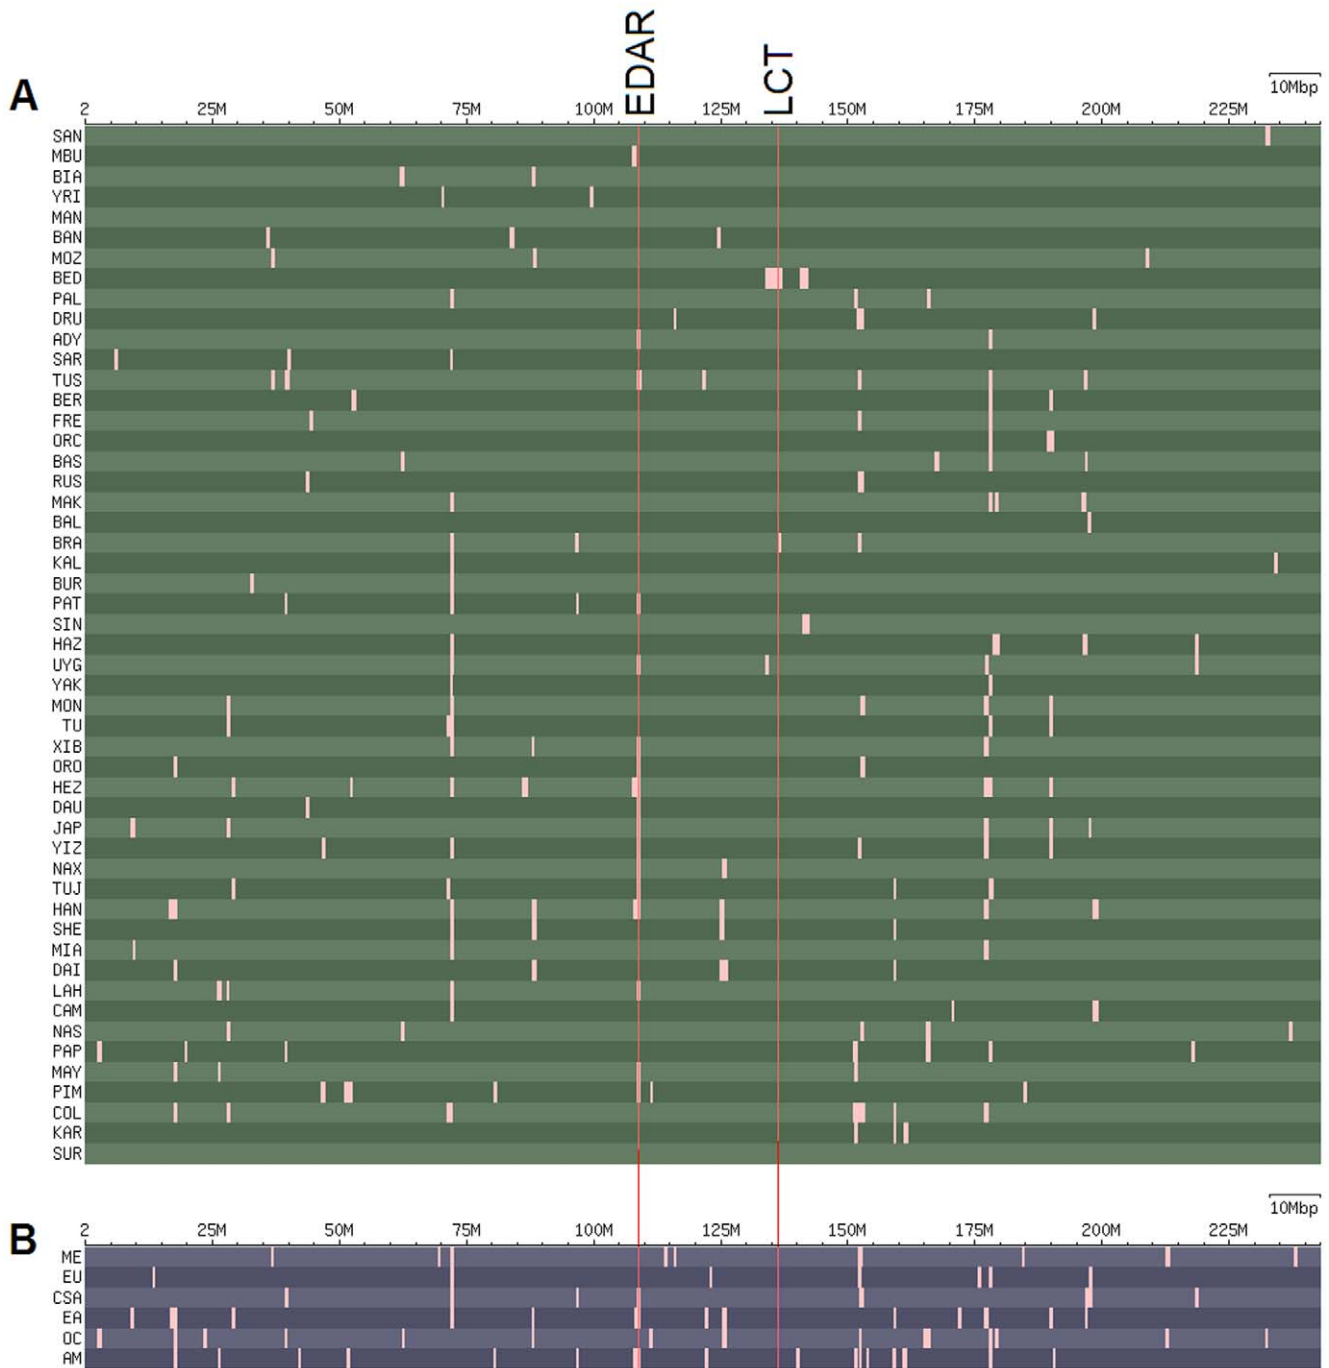 EDAR
LCT
A
10Mbp
2 25M 50M 75M 100M 125M 150M 175M 200M 225M
SAN
MBU
BIA
YRI
MAN
BAN
MOZ
BED
PAL
DRU
ADY
SAR
TUS
BER
FRE
ORC
BAS
RUS
MAK
BAL
BRA
KAL
BUR
PAT
SIN
HAZ
UYG
YAK
MON
TU
XIB
ORO
HEZ
DAU
JAP
YIZ
NAX
TUJ
HAN
SHE
MIA
DAI
LAH
CAM
NAS
PAP
MAY
PIM
COL
KAR
SUR
B
10Mbp
2 25M 50M 75M 100M 125M 150M 175M 200M 225M
ME
EU
CSA
EA
OC
AM